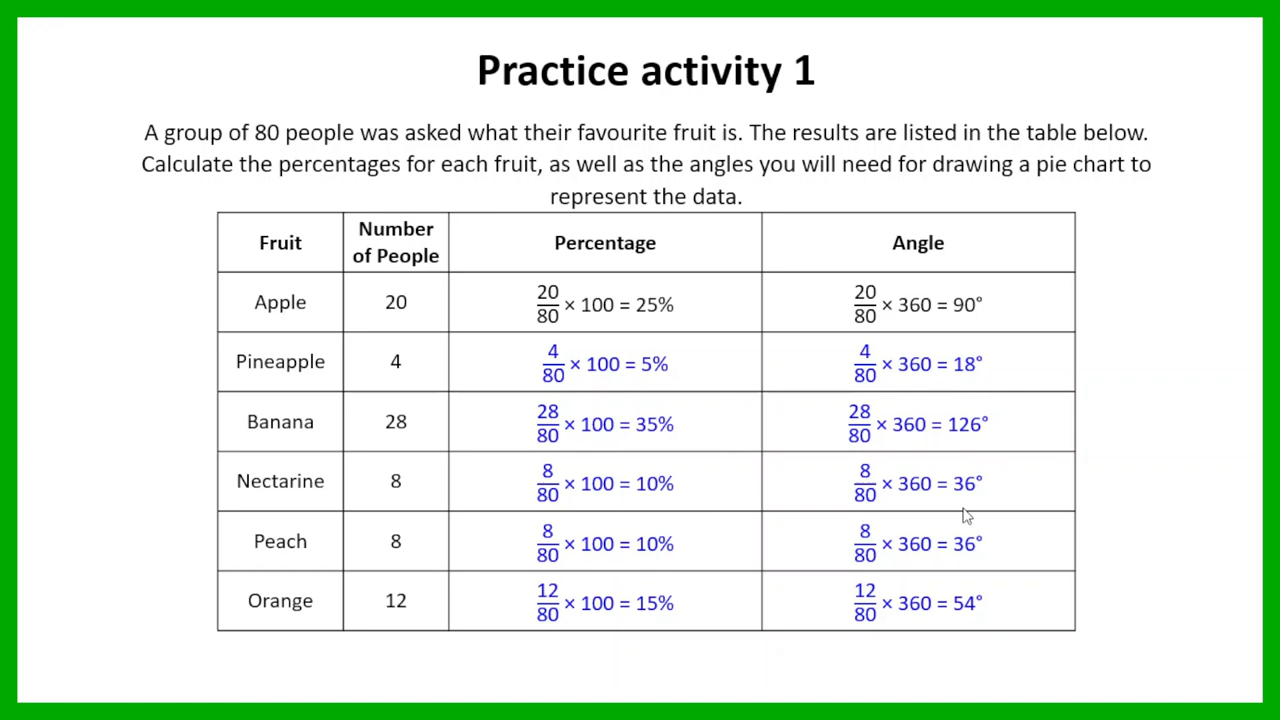 Practice activity 1
A group of 80 people was asked what their favourite fruit is. The results are listed in the table below.
Calculate the percentages for each fruit, as well as the angles you will need for drawing a pie chart to
represent the data.
Fruit Number of People Percentage Angle
Apple 20 20/80 × 100 = 25% 20/80 × 360 = 90°
Pineapple 4 4/80 × 100 = 5% 4/80 × 360 = 18°
Banana 28 28/80 × 100 = 35% 28/80 × 360 = 126°
Nectarine 8 8/80 × 100 = 10% 8/80 × 360 = 36°
Peach 8 8/80 × 100 = 10% 8/80 × 360 = 36°
Orange 12 12/80 × 100 = 15% 12/80 × 360 = 54°